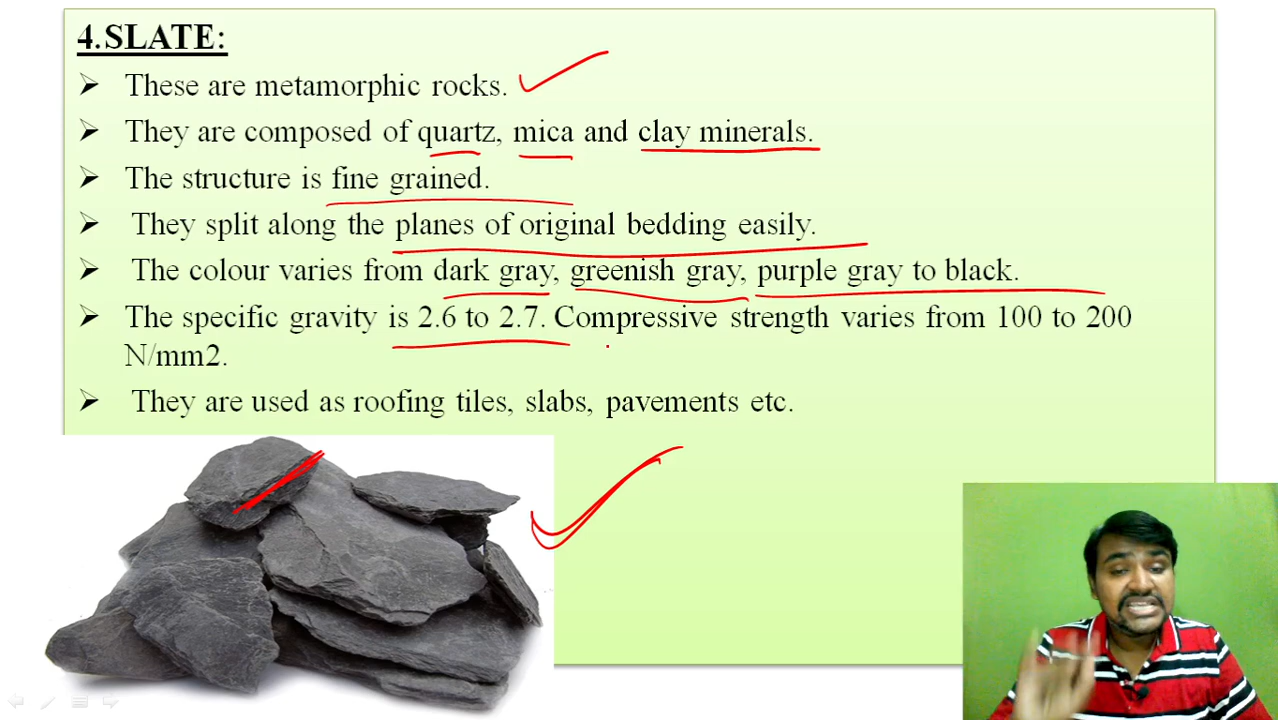 4.SLATE:
➢ These are metamorphic rocks.
➢ They are composed of quartz, mica and clay minerals.
➢ The structure is fine grained.
➢ They split along the planes of original bedding easily.
➢ The colour varies from dark gray, greenish gray, purple gray to black.
➢ The specific gravity is 2.6 to 2.7. Compressive strength varies from 100 to 200
N/mm2.
➢ They are used as roofing tiles, slabs, pavements etc.